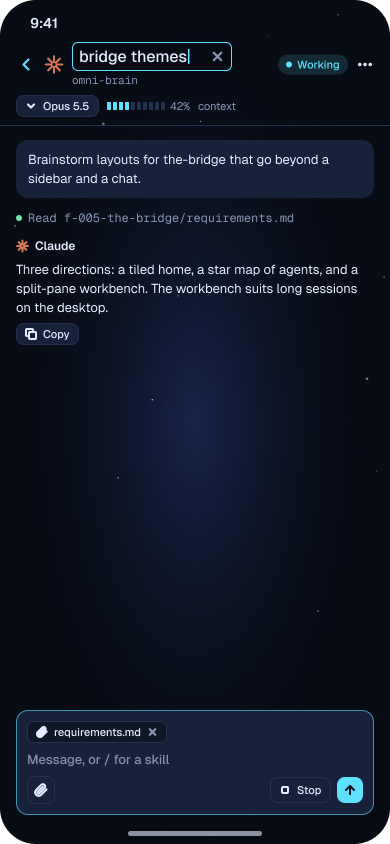 9:41
bridge themes
omni-brain
Working
Opus 5.5
42% context
Brainstorm layouts for the-bridge that go beyond a
sidebar and a chat.
Read f-005-the-bridge/requirements.md
Claude
Three directions: a tiled home, a star map of agents, and a
split-pane workbench. The workbench suits long sessions
on the desktop.
Copy
requirements.md
Message, or / for a skill
Stop